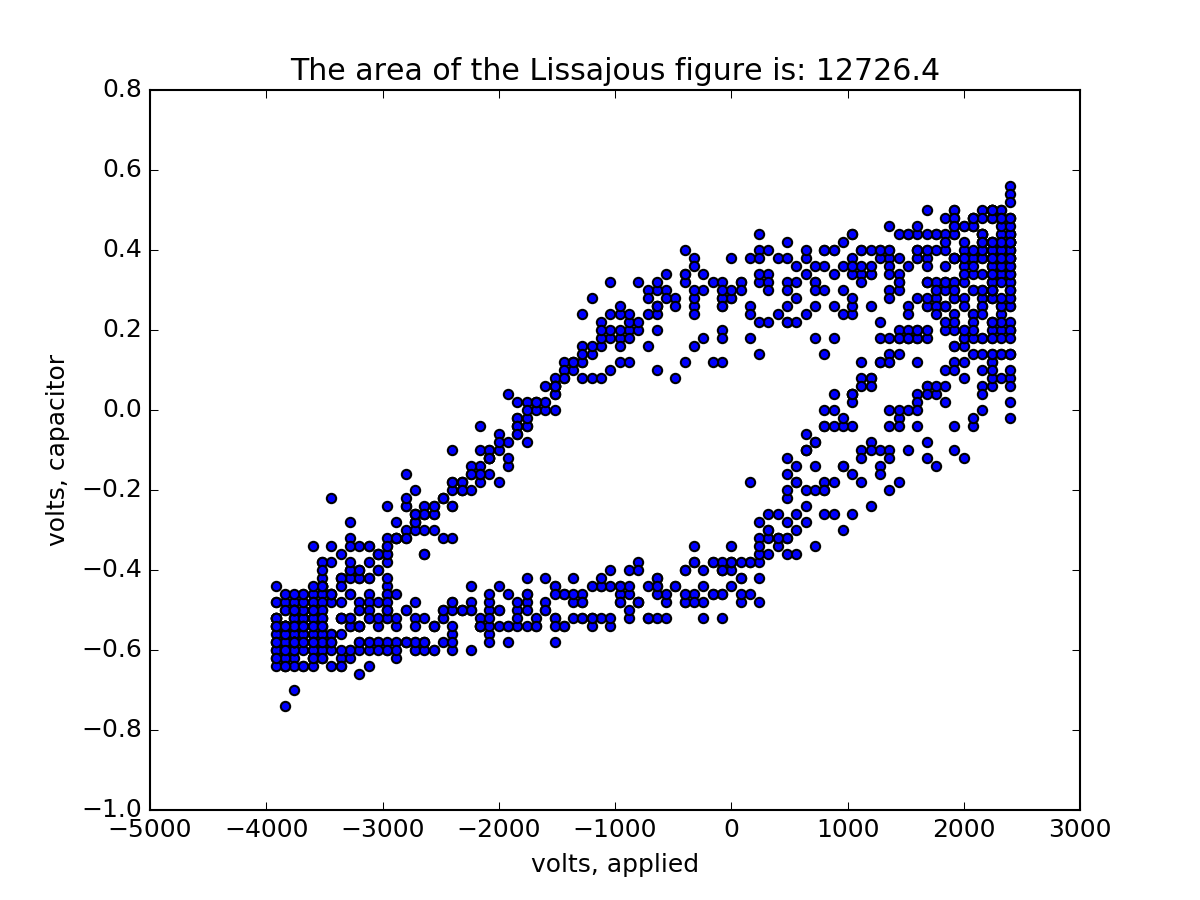 The area of the Lissajous figure is: 12726.4
0.8
0.6
0.4
0.2
0.0
−0.2
−0.4
−0.6
−0.8
−1.0
volts, capacitor
−5000 −4000 −3000 −2000 −1000 0 1000 2000 3000
volts, applied